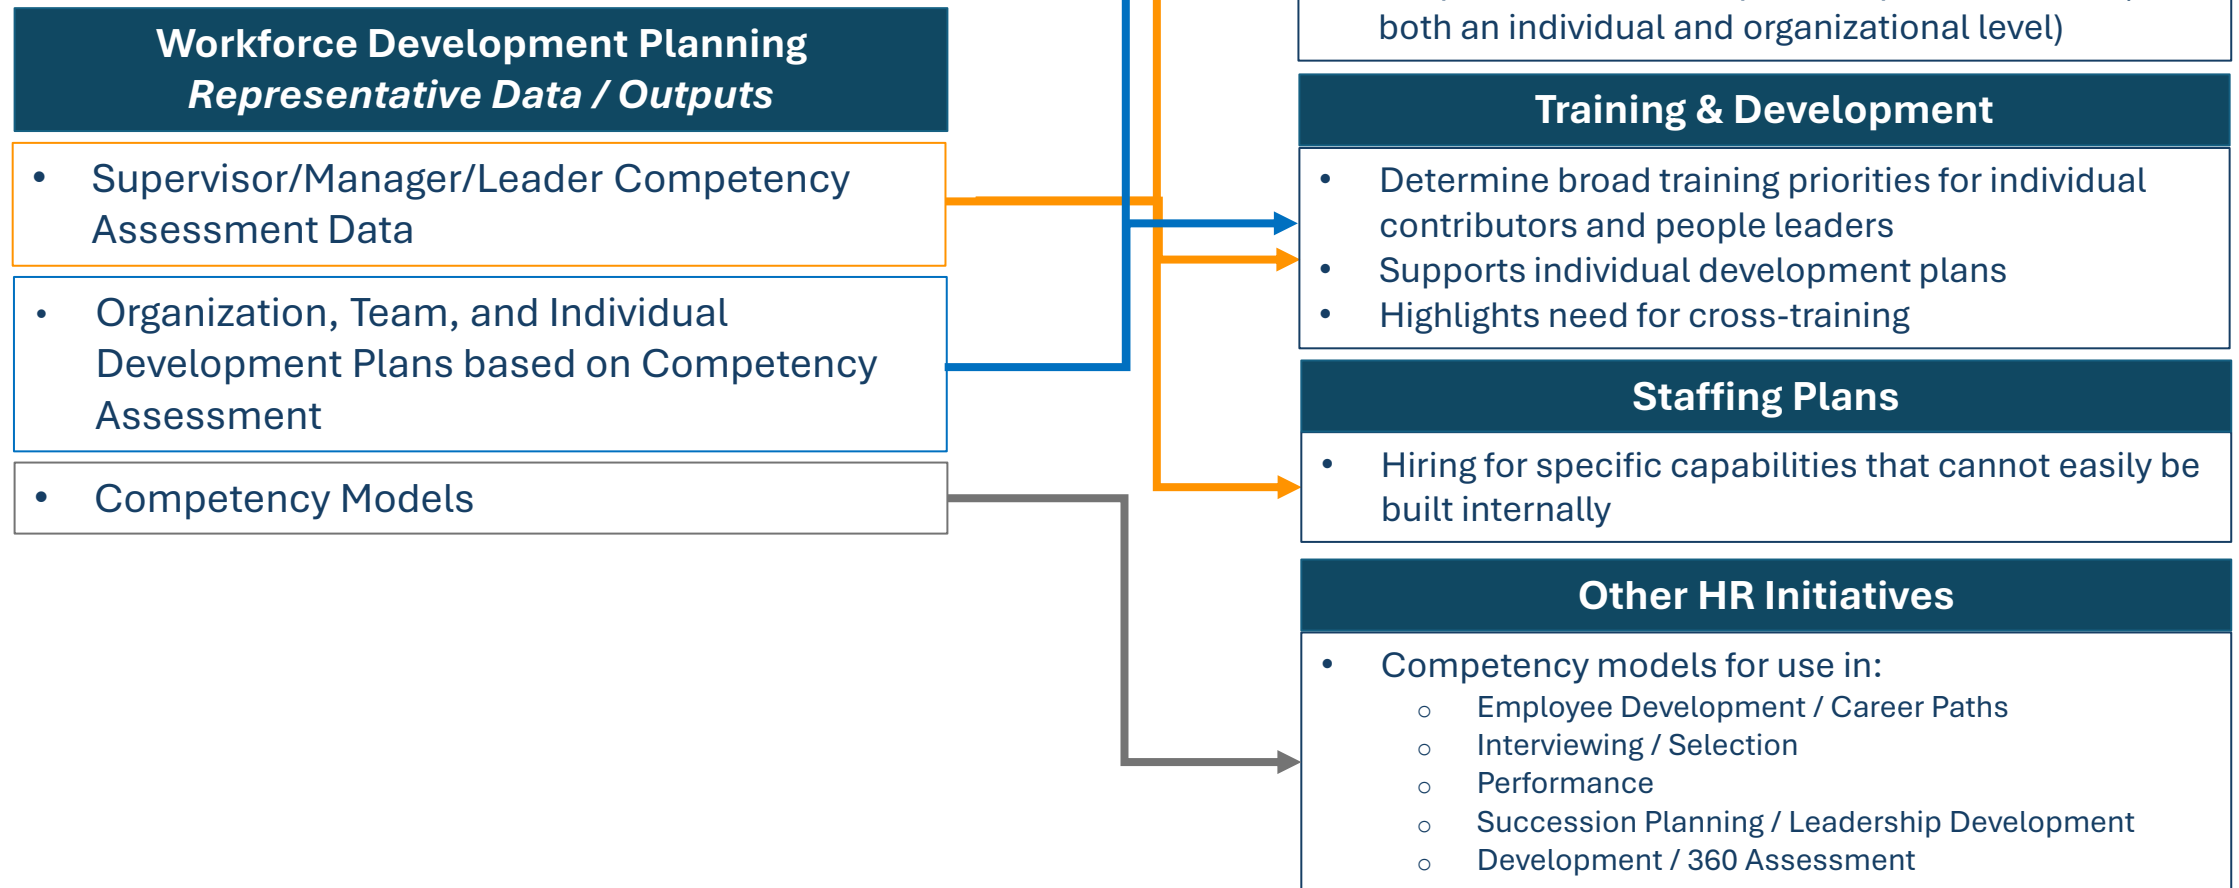 Workforce Development Planning
Representative Data / Outputs
• Supervisor/Manager/Leader Competency
Assessment Data
• Organization, Team, and Individual
Development Plans based on Competency
Assessment
• Competency Models
both an individual and organizational level)
Training & Development
• Determine broad training priorities for individual
contributors and people leaders
• Supports individual development plans
• Highlights need for cross-training
Staffing Plans
• Hiring for specific capabilities that cannot easily be
built internally
Other HR Initiatives
• Competency models for use in:
○ Employee Development / Career Paths
○ Interviewing / Selection
○ Performance
○ Succession Planning / Leadership Development
○ Development / 360 Assessment